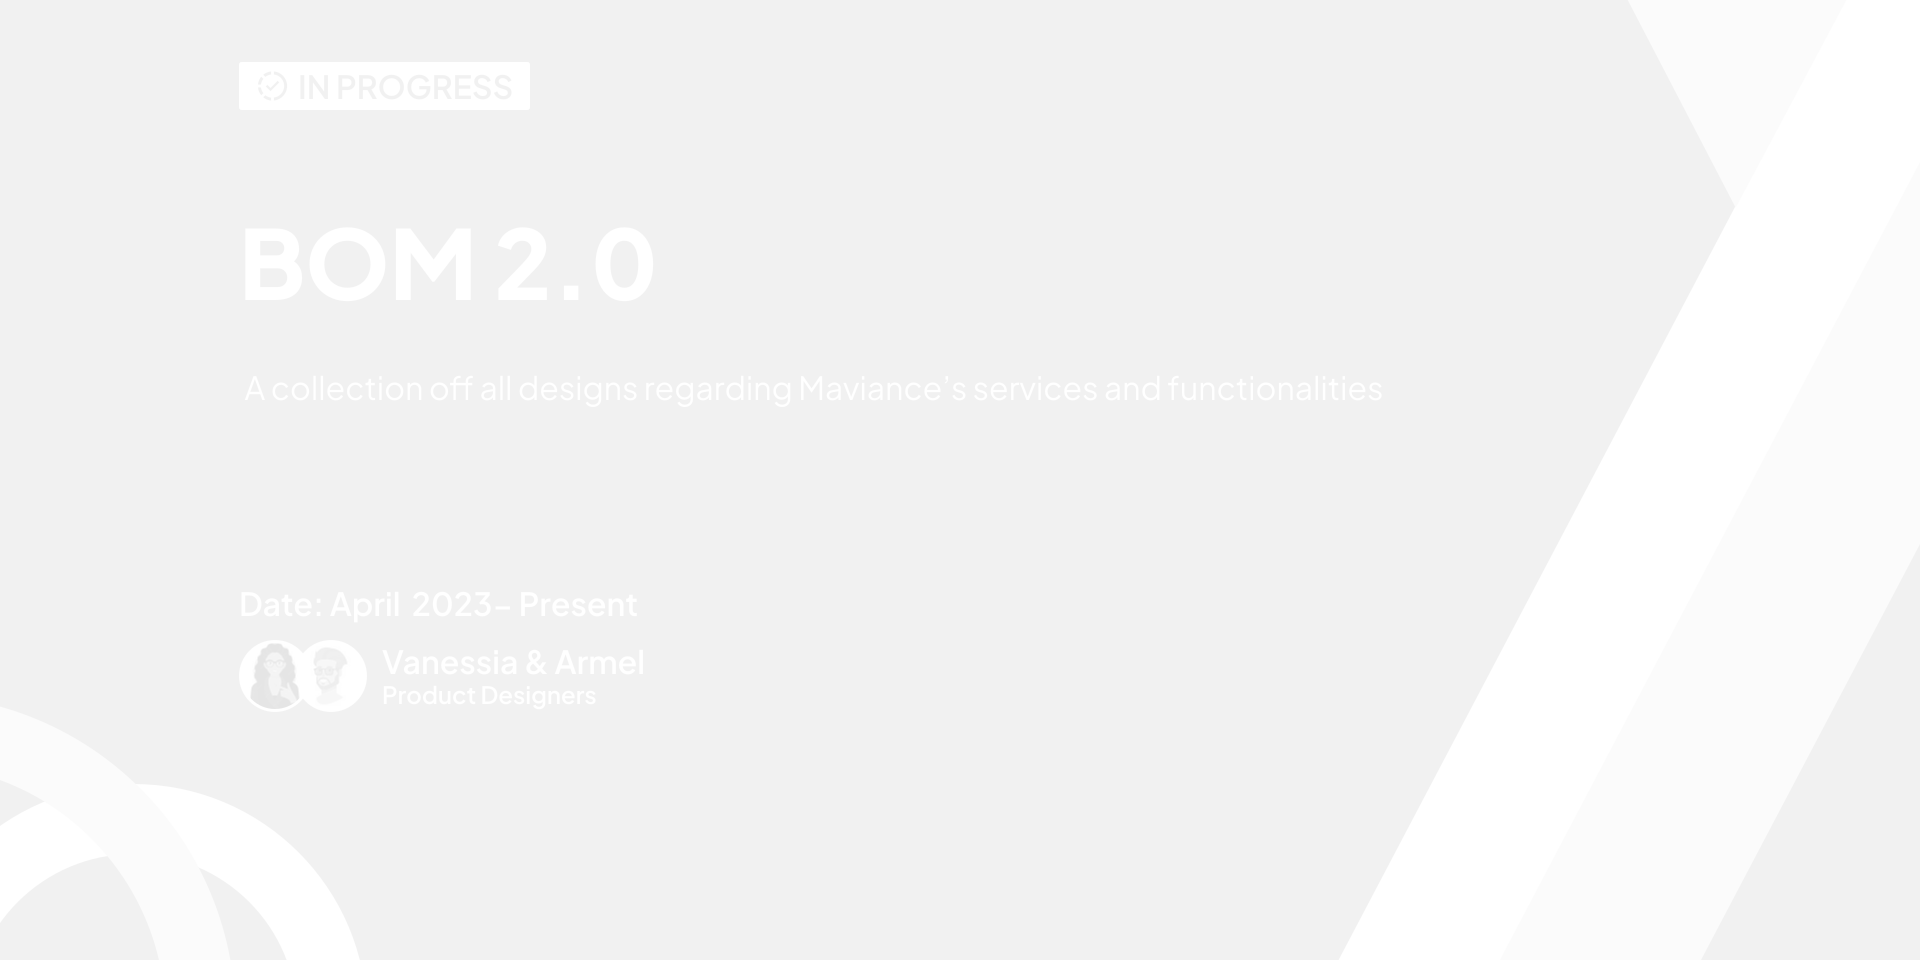 IN PROGRESS
BOM 2.0
A collection off all designs regarding Maviance's services and functionalities
Date: April 2023– Present
Vanessia & Armel
Product Designers